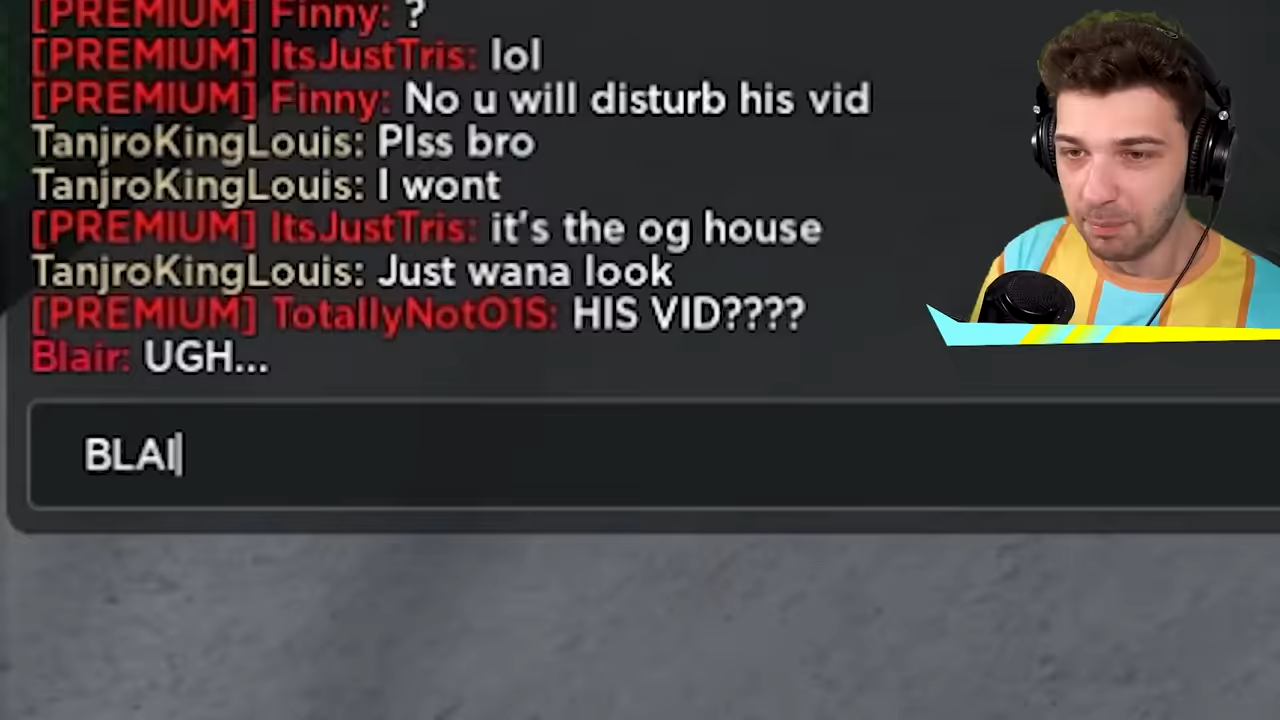 [PREMIUM] Finny: ?
[PREMIUM] ItsJustTris: lol
[PREMIUM] Finny: No u will disturb his vid
TanjroKingLouis: Plss bro
TanjroKingLouis: I wont
[PREMIUM] ItsJustTris: it's the og house
TanjroKingLouis: Just wana look
[PREMIUM] TotallyNotO1S: HIS VID????
Blair: UGH...
BLAI